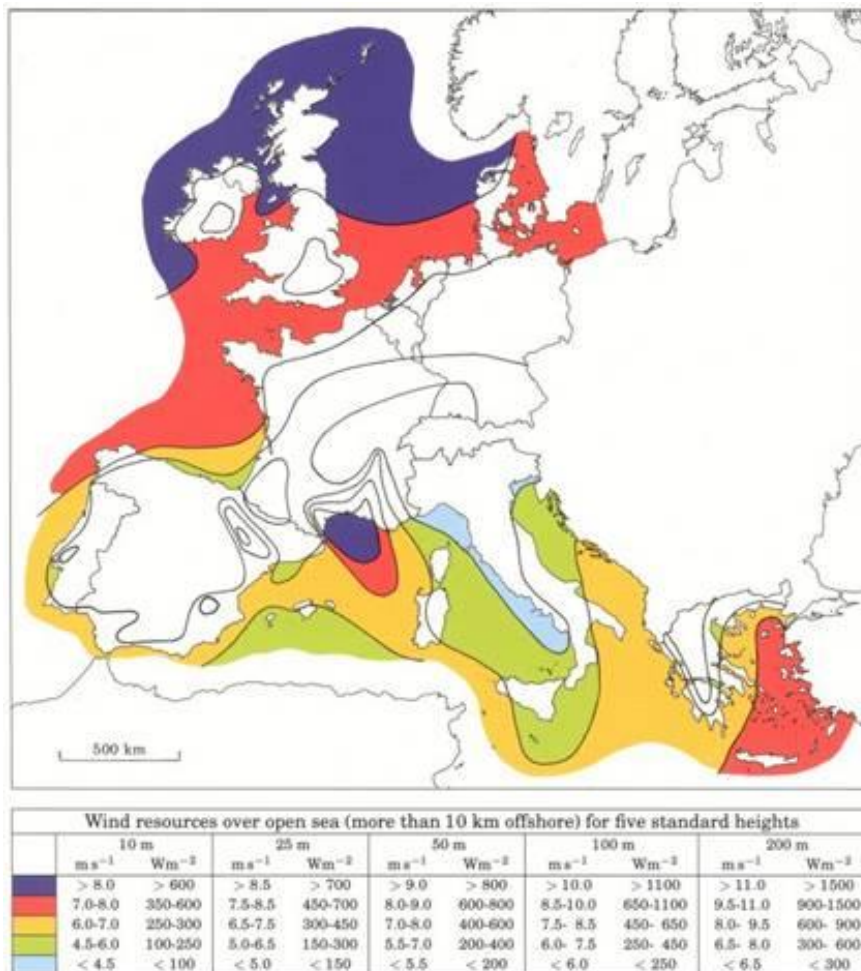 500 km
Wind resources over open sea (more than 10 km offshore) for five standard heights
10 m 25 m 50 m 100 m 200 m
m s⁻¹ Wm⁻² m s⁻¹ Wm⁻² m s⁻¹ Wm⁻² m s⁻¹ Wm⁻² m s⁻¹ Wm⁻²
> 8.0 > 600 > 8.5 > 700 > 9.0 > 800 > 10.0 > 1100 > 11.0 > 1500
7.0-8.0 350-600 7.5-8.5 450-700 8.0-9.0 600-800 8.5-10.0 650-1100 9.5-11.0 900-1500
6.0-7.0 250-300 6.5-7.5 300-450 7.0-8.0 400-600 7.5- 8.5 450- 650 8.0- 9.5 600- 900
4.5-6.0 100-250 5.0-6.5 150-300 5.5-7.0 200-400 6.0- 7.5 250- 450 6.5- 8.0 300- 600
< 4.5 < 100 < 5.0 < 150 < 5.5 < 200 < 6.0 < 250 < 6.5 < 300